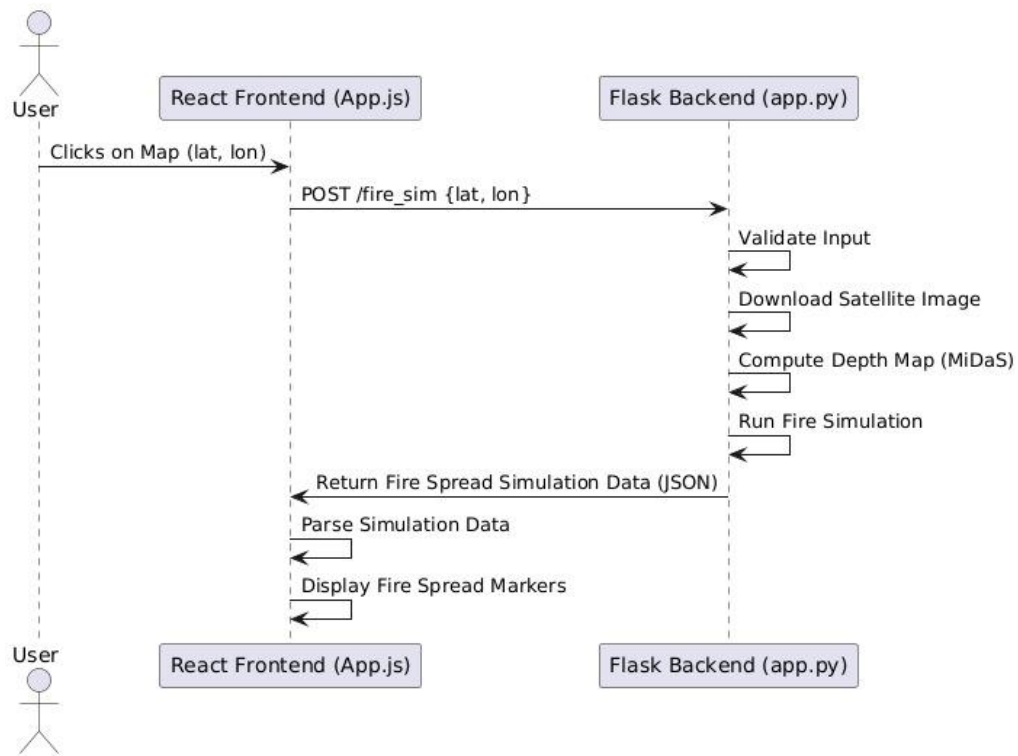 User
React Frontend (App.js)
Flask Backend (app.py)
Clicks on Map (lat, lon)
POST /fire_sim {lat, lon}
Validate Input
Download Satellite Image
Compute Depth Map (MiDaS)
Run Fire Simulation
Return Fire Spread Simulation Data (JSON)
Parse Simulation Data
Display Fire Spread Markers
User
React Frontend (App.js)
Flask Backend (app.py)